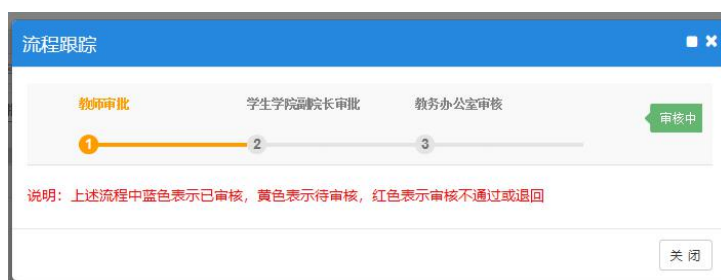 流程跟踪
教师审批 学生学院副院长审批 教务办公室审核
审核中
1 2 3
说明：上述流程中蓝色表示已审核，黄色表示待审核，红色表示审核不通过或退回
关 闭